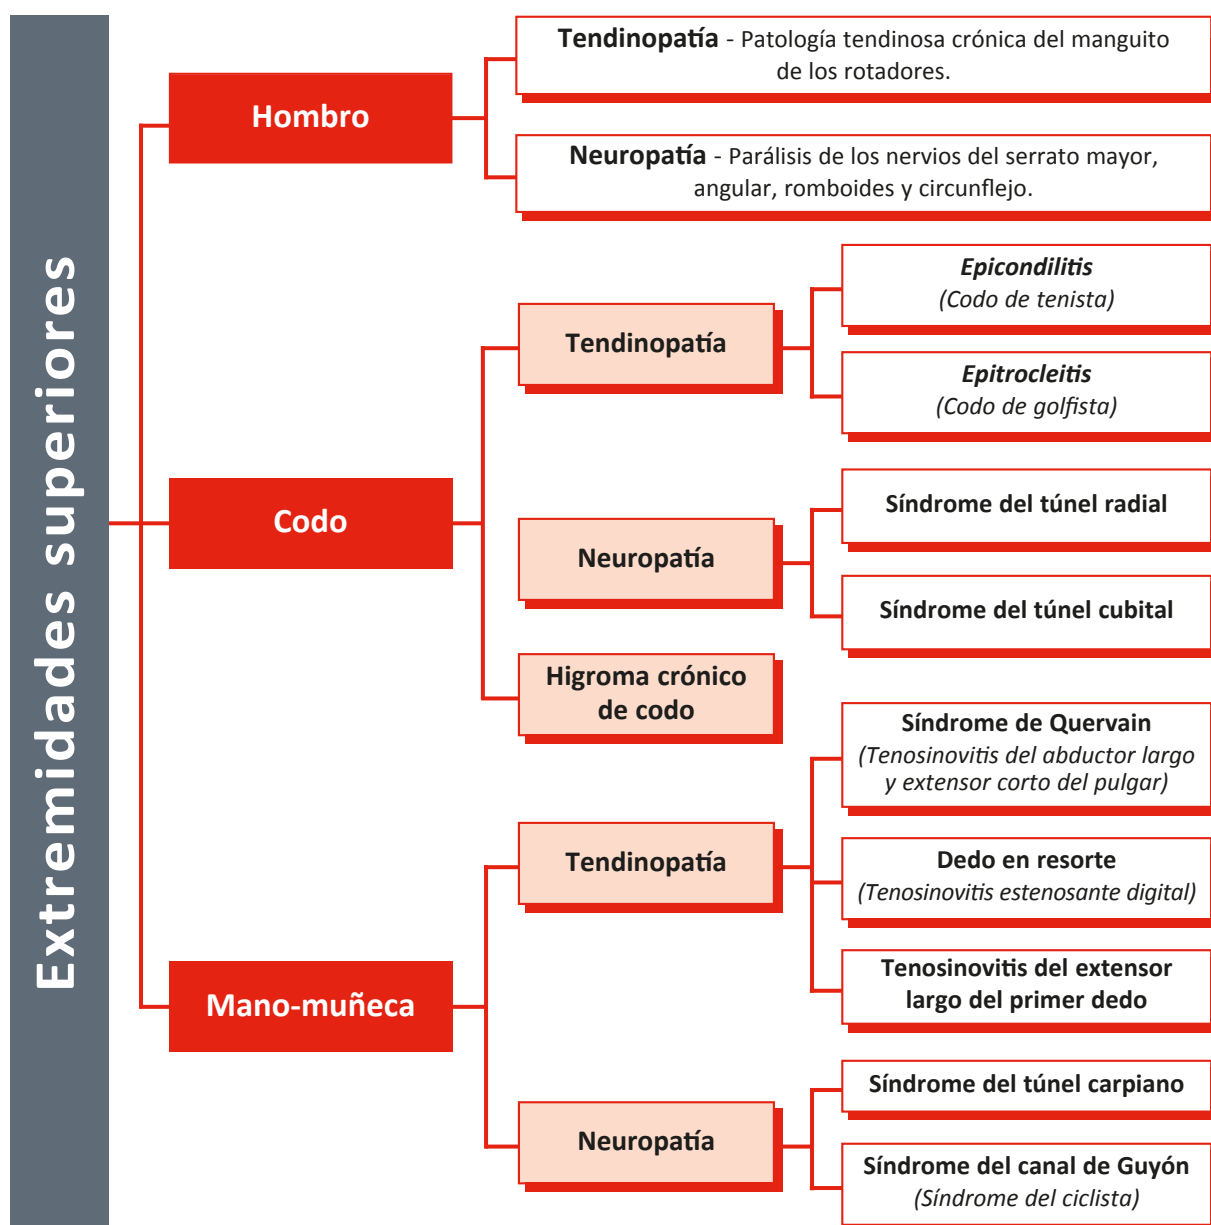 Extremidades superiores
Hombro
Tendinopatía - Patología tendinosa crónica del manguito
de los rotadores.
Neuropatía - Parálisis de los nervios del serrato mayor,
angular, romboides y circunflejo.
Codo
Tendinopatía
Epicondilitis
(Codo de tenista)
Epitrocleitis
(Codo de golfista)
Neuropatía
Síndrome del túnel radial
Síndrome del túnel cubital
Higroma crónico
de codo
Mano-muñeca
Tendinopatía
Síndrome de Quervain
(Tenosinovitis del abductor largo
y extensor corto del pulgar)
Dedo en resorte
(Tenosinovitis estenosante digital)
Tenosinovitis del extensor
largo del primer dedo
Neuropatía
Síndrome del túnel carpiano
Síndrome del canal de Guyón
(Síndrome del ciclista)